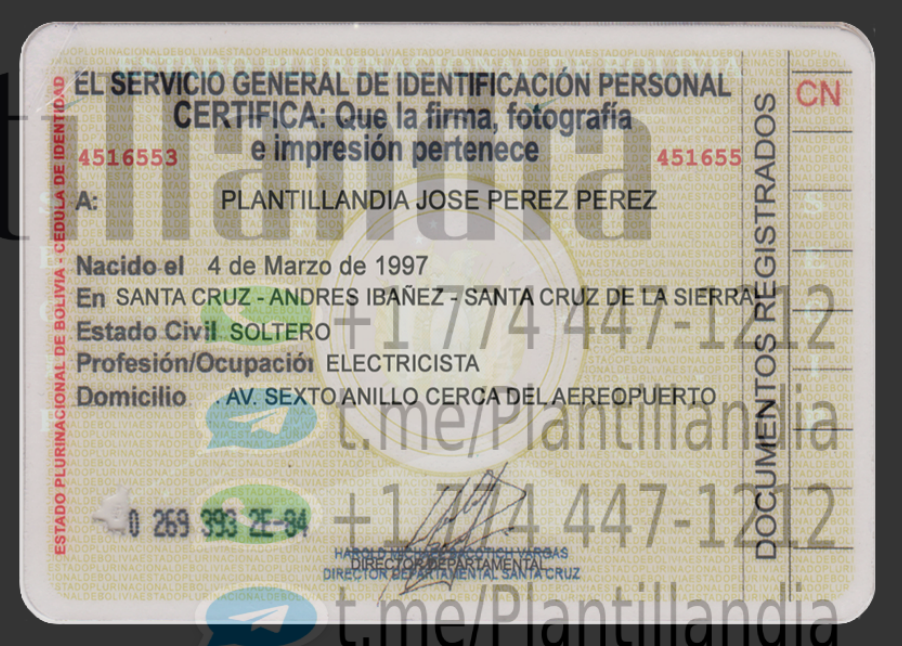 ESTADO PLURINACIONAL DE BOLIVIA
EL SERVICIO GENERAL DE IDENTIFICACIÓN PERSONAL
CERTIFICA: Que la firma, fotografía
e impresión pertenece
4516553
451655
A: PLANTILLANDIA JOSE PEREZ PEREZ
Nacido el 4 de Marzo de 1997
En SANTA CRUZ - ANDRES IBAÑEZ - SANTA CRUZ DE LA SIERRA
Estado Civil SOLTERO
Profesión/Ocupación ELECTRICISTA
Domicilio . AV. SEXTO ANILLO CERCA DEL AEREOPUERTO
0 269 393 2E-84
DIRECTOR DEPARTAMENTAL
DIRECTOR DEPARTAMENTAL SANTA CRUZ
ESTADO PLURINACIONAL DE BOLIVIA - CEDULA DE IDENTIDAD
DOCUMENTOS REGISTRADOS
CN
tillandia
+1 774 447-1212
t.me/Plantillandia
+1 774 447-1212
t.me/Plantillandia